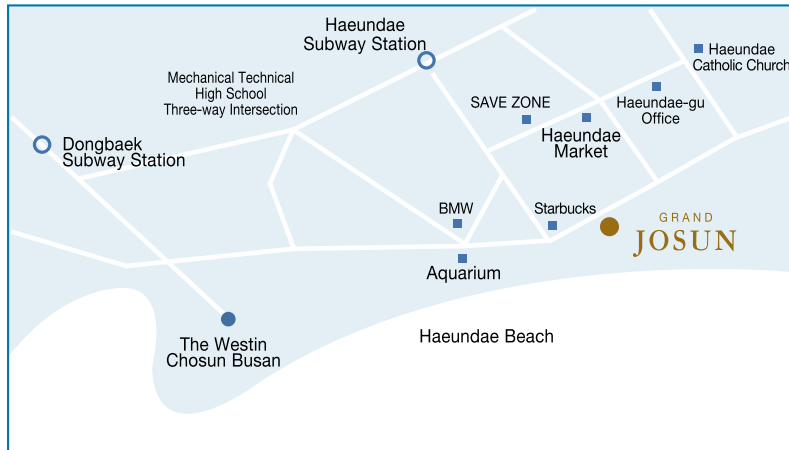 Haeundae
Subway Station
Haeundae
Catholic Church
Mechanical Technical
High School
Three-way Intersection
SAVE ZONE
Haeundae-gu
Office
Haeundae
Market
Dongbaek
Subway Station
BMW
Starbucks
GRAND
JOSUN
Aquarium
The Westin
Chosun Busan
Haeundae Beach